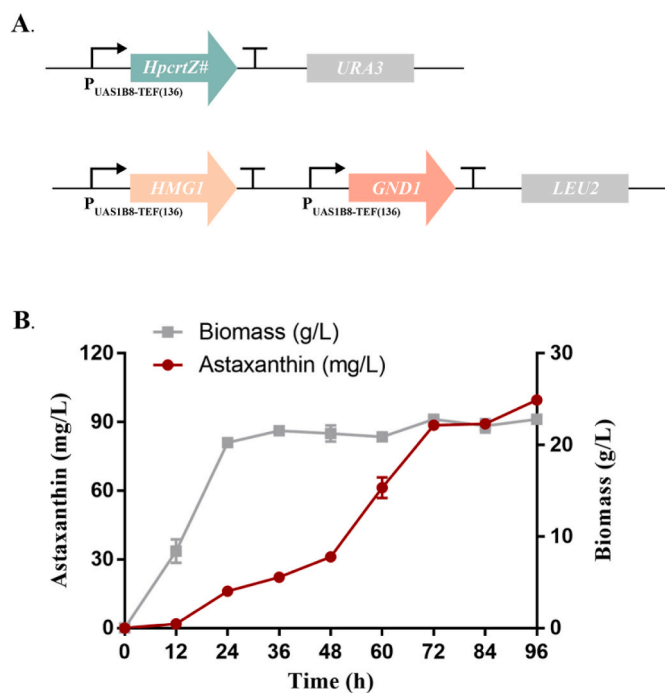 A.
HpcrtZ#
URA3
PUAS1B8-TEF(136)
HMG1
GND1
LEU2
PUAS1B8-TEF(136)
PUAS1B8-TEF(136)
B.
Biomass (g/L)
Astaxanthin (mg/L)
120
90
60
30
0
Astaxanthin (mg/L)
30
20
10
0
Biomass (g/L)
0 12 24 36 48 60 72 84 96
Time (h)